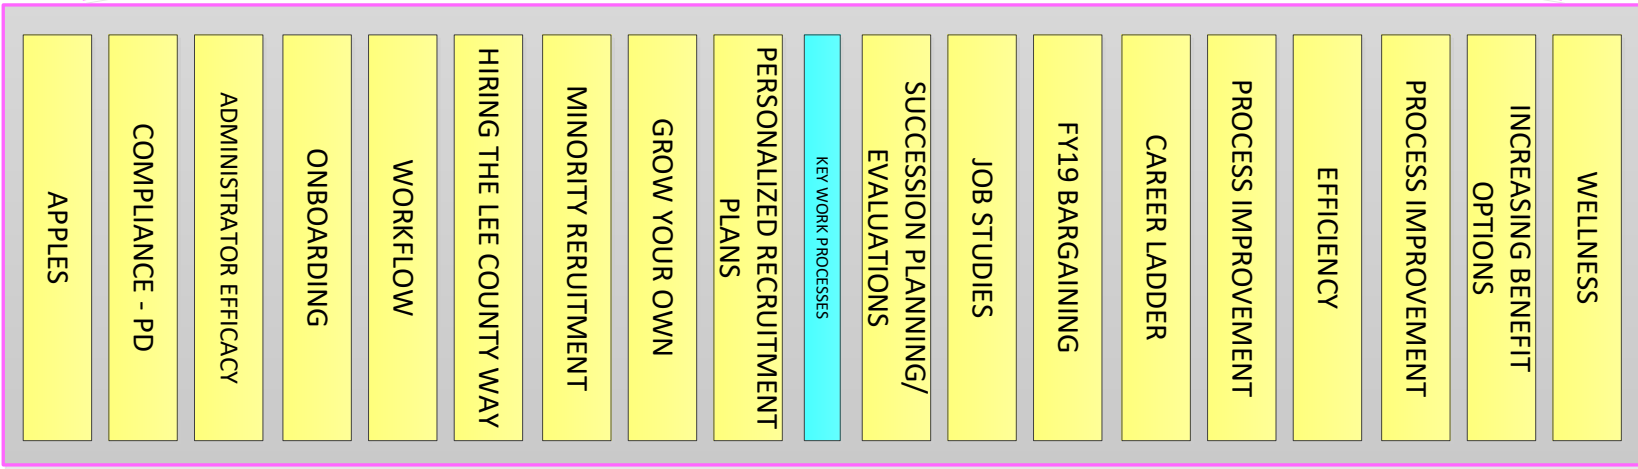 APPLES
COMPLIANCE - PD
ADMINISTRATOR EFFICACY
ONBOARDING
WORKFLOW
HIRING THE LEE COUNTY WAY
MINORITY RERUITMENT
GROW YOUR OWN
PERSONALIZED RECRUITMENT
PLANS
KEY WORK PROCESSES
SUCCESSION PLANNING/
EVALUATIONS
JOB STUDIES
FY19 BARGAINING
CAREER LADDER
PROCESS IMPROVEMENT
EFFICIENCY
PROCESS IMPROVEMENT
INCREASING BENEFIT
OPTIONS
WELLNESS